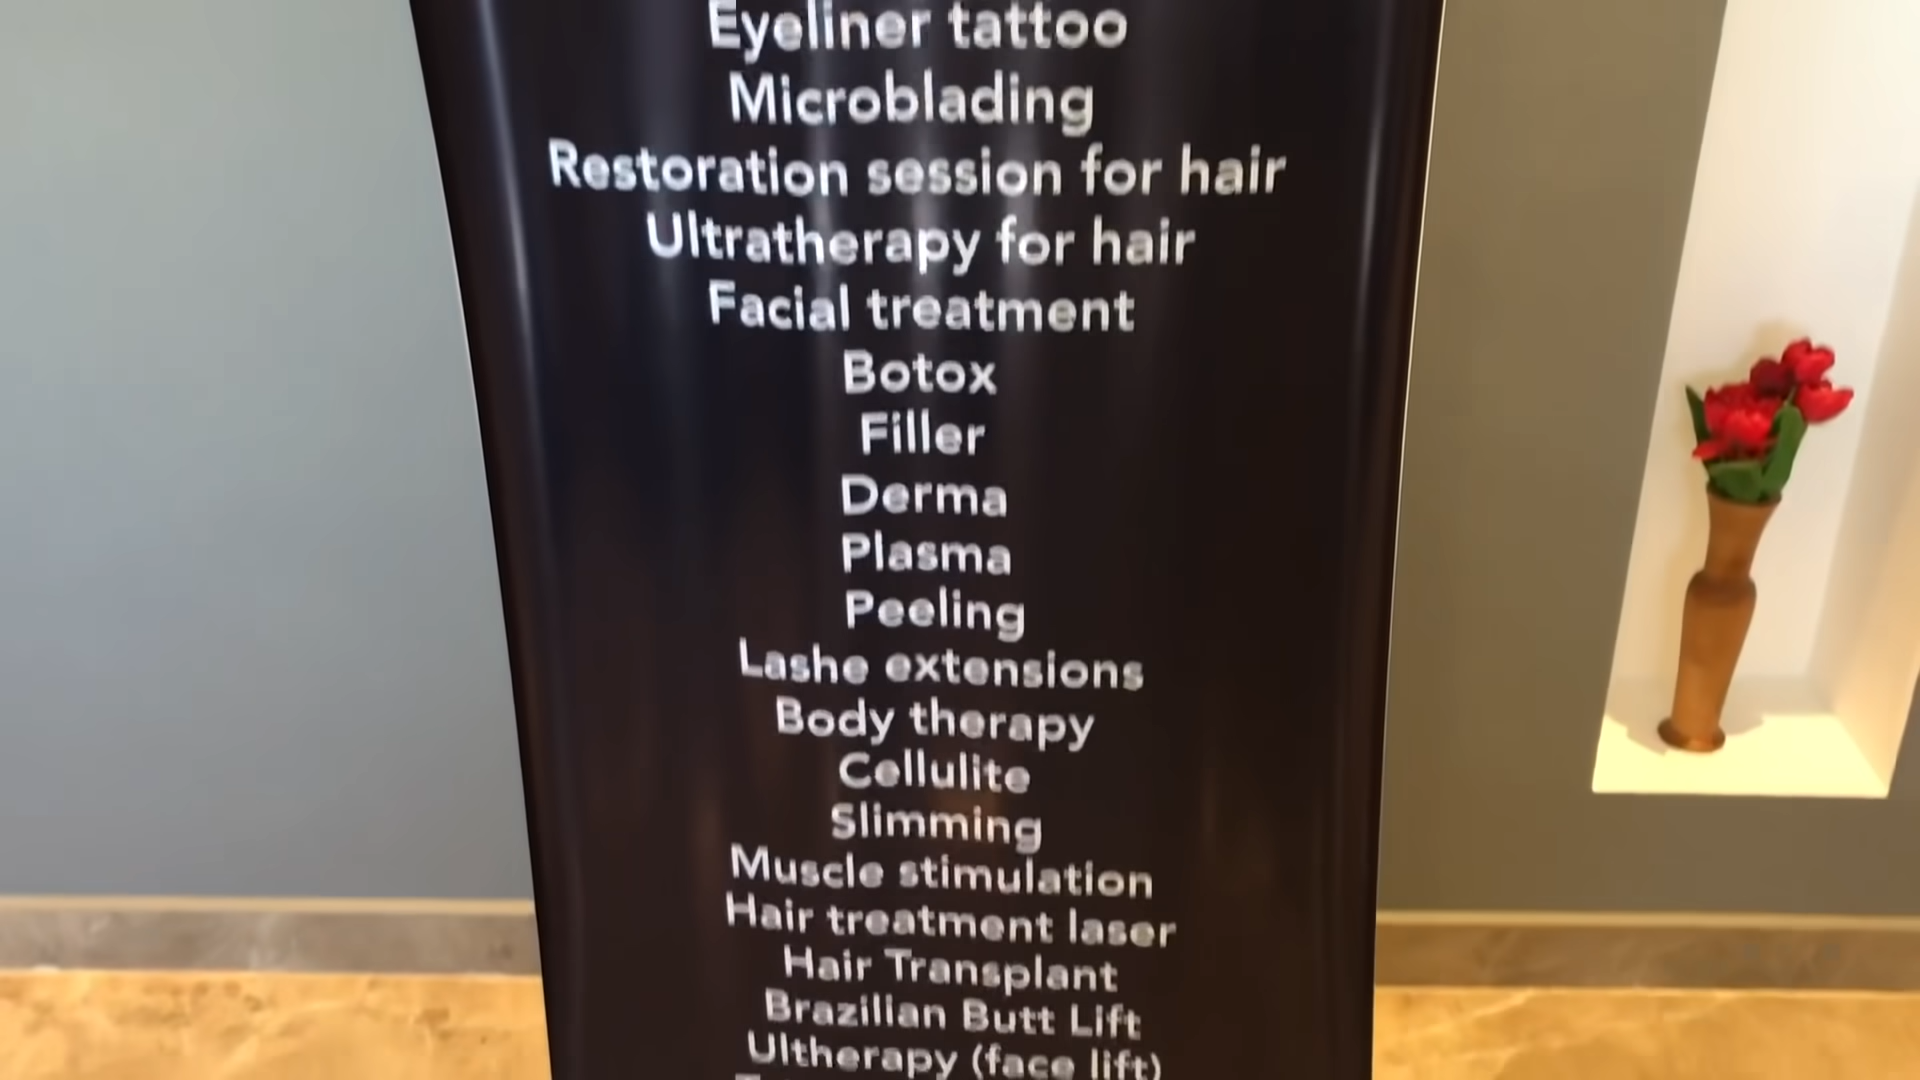 Eyeliner tattoo
Microblading
Restoration session for hair
Ultratherapy for hair
Facial treatment
Botox
Filler
Derma
Plasma
Peeling
Lashe extensions
Body therapy
Cellulite
Slimming
Muscle stimulation
Hair treatment laser
Hair Transplant
Brazilian Butt Lift
Ultherapy (face lift)